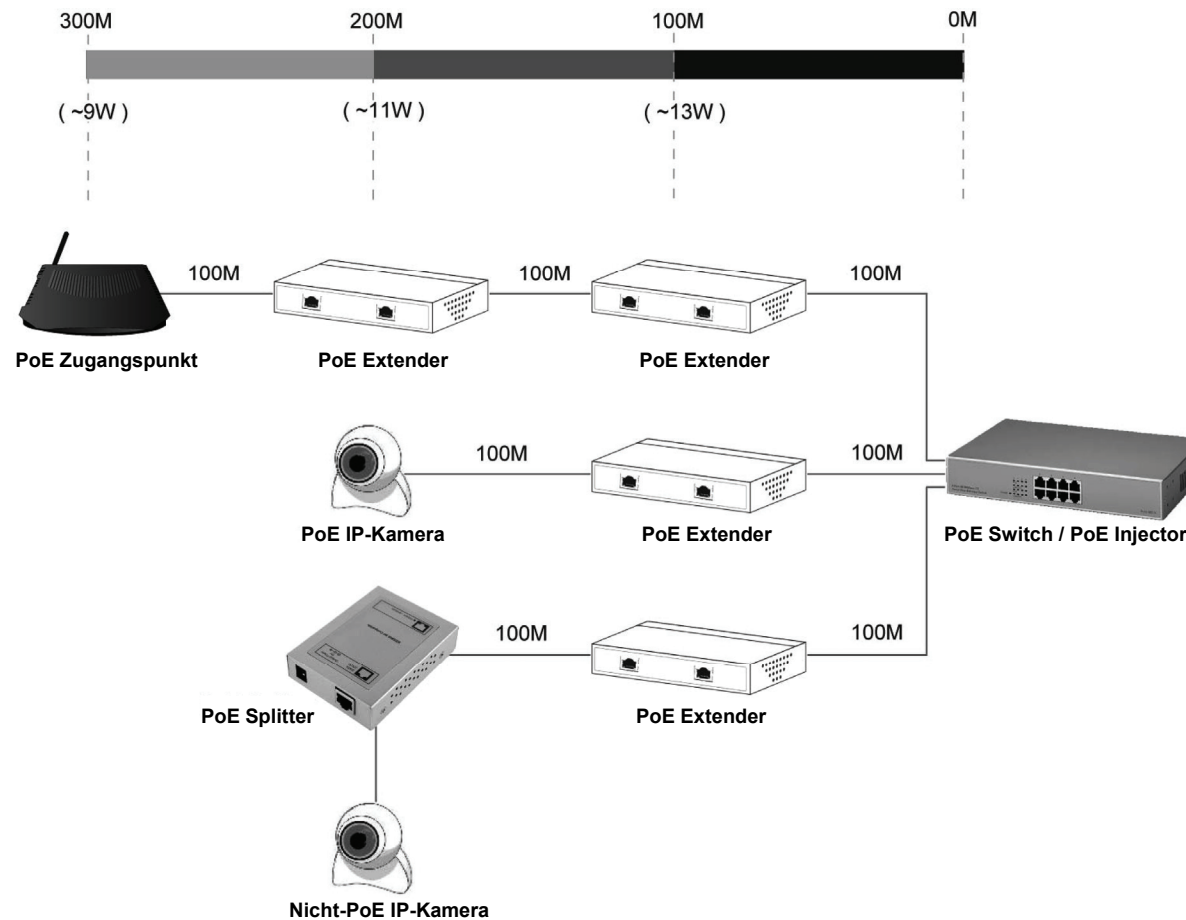 300M 200M 100M 0M
( ~9W ) ( ~11W ) ( ~13W )
100M 100M 100M
PoE Zugangspunkt PoE Extender PoE Extender
100M 100M
PoE IP-Kamera PoE Extender PoE Switch / PoE Injector
100M 100M
PoE Splitter PoE Extender
Nicht-PoE IP-Kamera